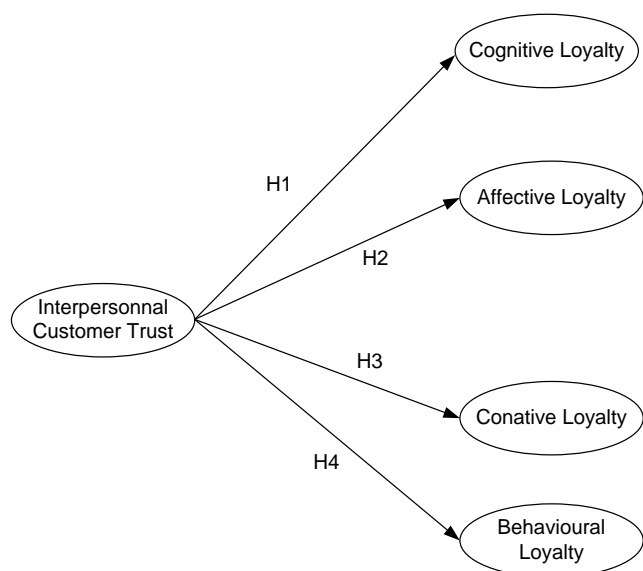 Cognitive Loyalty
H1
Affective Loyalty
H2
Interpersonnal
Customer Trust
H3
Conative Loyalty
H4
Behavioural
Loyalty